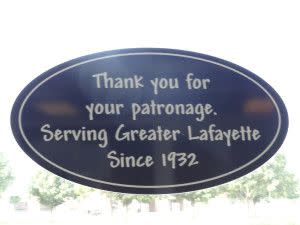 Thank you for
your patronage.
Serving Greater Lafayette
Since 1932